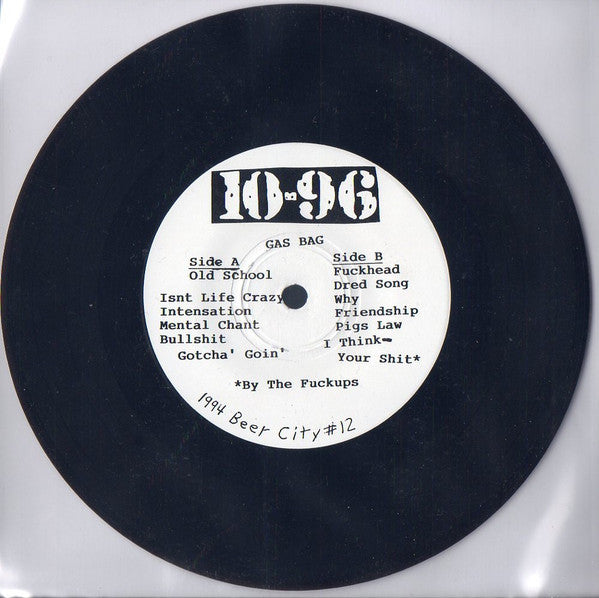 10-96
GAS BAG
Side A
Old School
Isnt Life Crazy
Intensation
Mental Chant
Bullshit
Gotcha' Goin'
Side B
Fuckhead
Dred Song
Why
Friendship
Pigs Law
I Think-
Your Shit*
*By The Fuckups
1994 Beer City #12